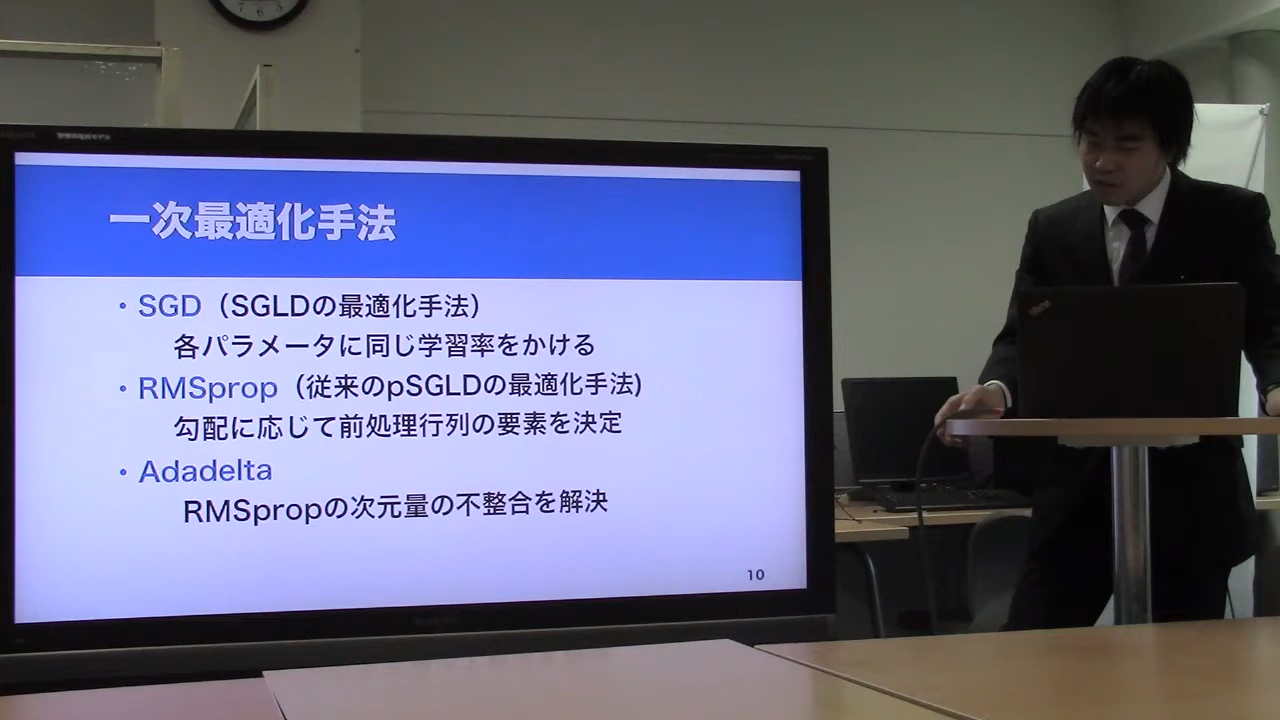 一次最適化手法
・SGD（SGLDの最適化手法）
各パラメータに同じ学習率をかける
・RMSprop（従来のpSGLDの最適化手法)
勾配に応じて前処理行列の要素を決定
・Adadelta
RMSpropの次元量の不整合を解決
10